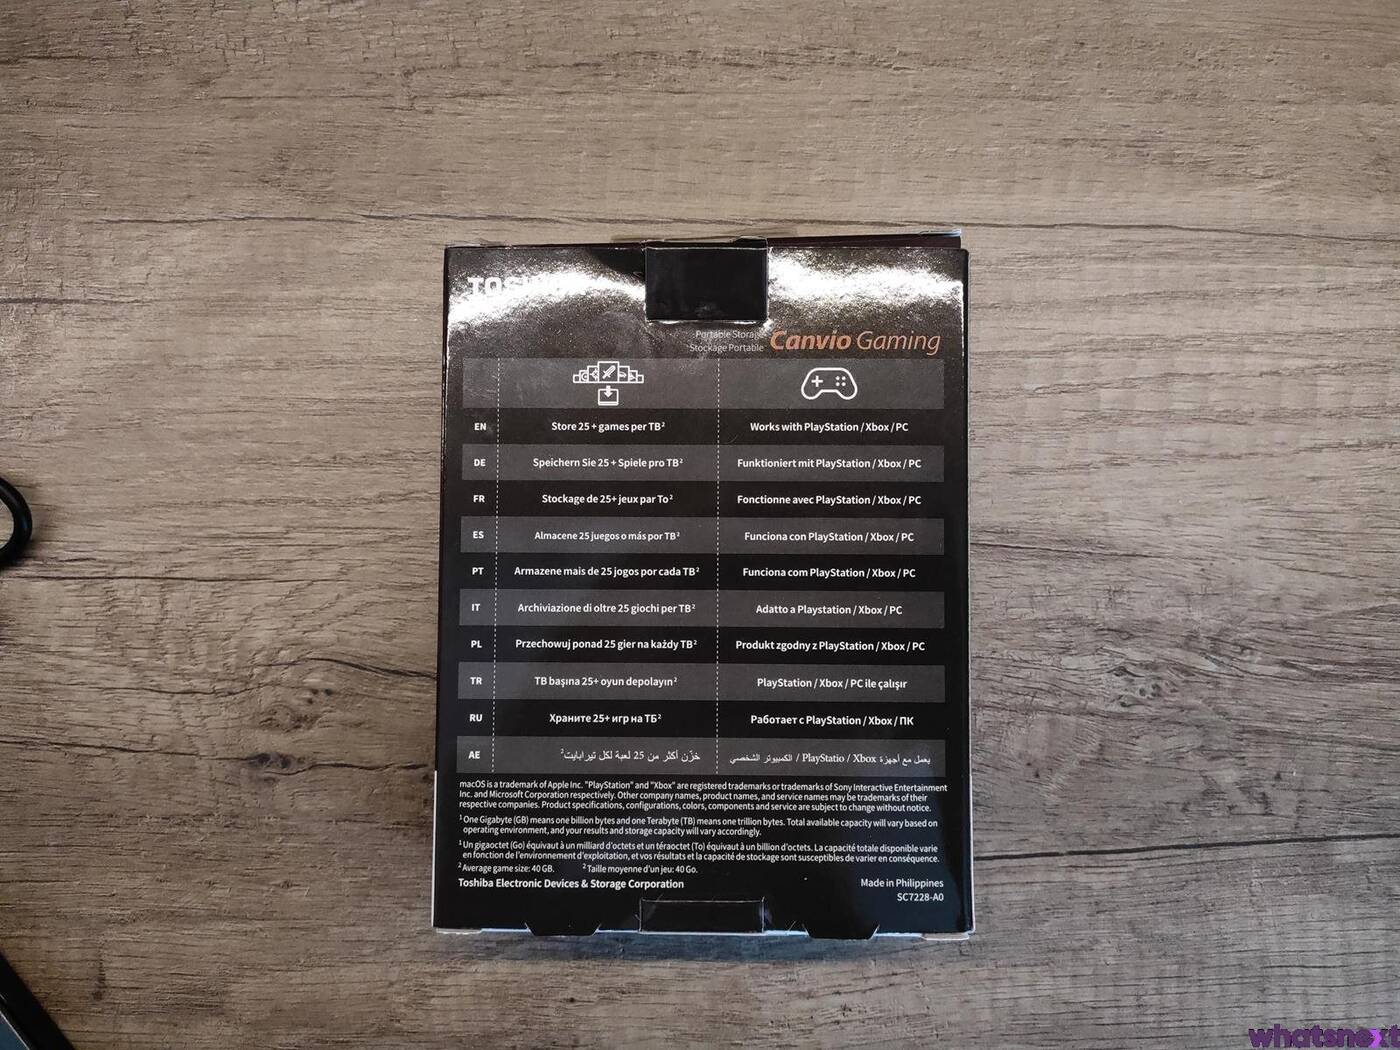 Portable Storage
Stockage Portable
Canvio Gaming
EN Store 25 + games per TB² Works with PlayStation / Xbox / PC
DE Speichern Sie 25 + Spiele pro TB² Funktioniert mit PlayStation / Xbox / PC
FR Stockage de 25+ jeux par To² Fonctionne avec PlayStation / Xbox / PC
ES Almacene 25 juegos o más por TB² Funciona con PlayStation / Xbox / PC
PT Armazene mais de 25 jogos por cada TB² Funciona com PlayStation / Xbox / PC
IT Archiviazione di oltre 25 giochi per TB² Adatto a Playstation / Xbox / PC
PL Przechowuj ponad 25 gier na każdy TB² Produkt zgodny z PlayStation / Xbox / PC
TR TB başına 25+ oyun depolayın² PlayStation / Xbox / PC ile çalışır
RU Храните 25+ игр на ТБ² Работает с PlayStation / Xbox / ПК
AE خزّن أكثر من 25 لعبة لكل تيرابايت² يعمل مع أجهزة PlayStatio / Xbox / الكمبيوتر الشخصي
macOS is a trademark of Apple Inc. "PlayStation" and "Xbox" are registered trademarks or trademarks of Sony Interactive Entertainment
Inc. and Microsoft Corporation respectively. Other company names, product names, and service names may be trademarks of their
respective companies. Product specifications, configurations, colors, components and service are subject to change without notice.
¹ One Gigabyte (GB) means one billion bytes and one Terabyte (TB) means one trillion bytes. Total available capacity will vary based on
operating environment, and your results and storage capacity will vary accordingly.
¹ Un gigaoctet (Go) équivaut à un milliard d'octets et un téraoctet (To) équivaut à un billion d'octets. La capacité totale disponible varie
en fonction de l'environnement d'exploitation, et vos résultats et la capacité de stockage sont susceptibles de varier en conséquence.
² Average game size: 40 GB. ² Taille moyenne d'un jeu: 40 Go.
Toshiba Electronic Devices & Storage Corporation Made in Philippines
SC7228-A0
whatsnext